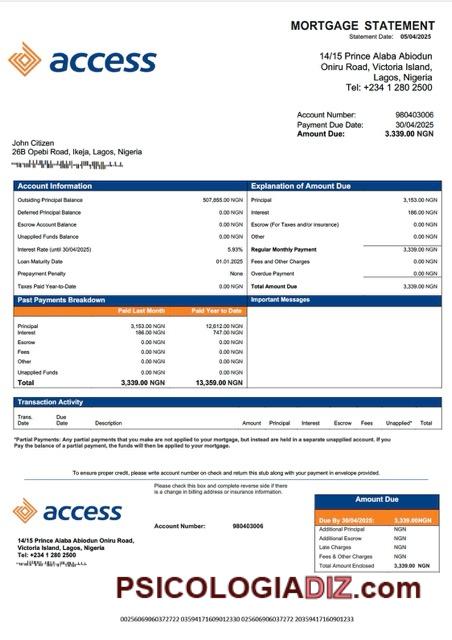 MORTGAGE STATEMENT
Statement Date: 05/04/2025
access
14/15 Prince Alaba Abiodun
Oniru Road, Victoria Island,
Lagos, Nigeria
Tel: +234 1 280 2500
Account Number: 980403006
Payment Due Date: 30/04/2025
Amount Due: 3.339.00 NGN
John Citizen
26B Opebi Road, Ikeja, Lagos, Nigeria
Account Information
Outsiding Principal Balance 507,855.00 NGN
Deferred Principal Balance 0.00 NGN
Escrow Account Balance 0.00 NGN
Unapplied Funds Balance 0.00 NGN
Interest Rate (until 30/04/2025) 5.93%
Loan Maturity Date 01.01.2025
Prepayment Penalty None
Taxes Paid Year-to-Date 0.00 NGN
Explanation of Amount Due
Principal 3,153.00 NGN
Interest 186.00 NGN
Escrow (For Taxes and/or insurance) 0.00 NGN
Other 0.00 NGN
Regular Monthly Payment 3,339.00 NGN
Fees and Other Charges 0.00 NGN
Overdue Payment 0.00 NGN
Total Amount Due 3,339.00 NGN
Past Payments Breakdown
Paid Last Month Paid Year to Date
Principal 3,153.00 NGN 12,612.00 NGN
Interest 186.00 NGN 747.00 NGN
Escrow 0.00 NGN 0.00 NGN
Fees 0.00 NGN 0.00 NGN
Other 0.00 NGN 0.00 NGN
Unapplied Funds 0.00 NGN 0.00 NGN
Total 3,339.00 NGN 13,359.00 NGN
Important Messages
Transaction Activity
Trans. Date Due Date Description Amount Principal Interest Escrow Fees Unapplied* Total
*Partial Payments: Any partial payments that you make are not applied to your mortgage, but instead are held in a separate unapplied account. If you
Pay the balance of a partial payment, the funds will then be applied to your mortgage.
To ensure proper credit, please write account number on check and return this stub along with your payment in envelope provided.
Please check this box and complete reverse side if there
is a change in billing address or insurance information.
access
Account Number: 980403006
14/15 Prince Alaba Abiodun Oniru Road,
Victoria Island, Lagos, Nigeria
Tel: +234 1 280 2500
Amount Due
Due By 30/04/2025: 3,339.00NGN
Additional Principal NGN
Additional Escrow NGN
Late Charges NGN
Fees & Other Charges NGN
Total Amount Enclosed 3,339.00 NGN
PSICOLOGIADIZ.com
00256069060372722 03594171609012330 025606906037272 20359417160901233